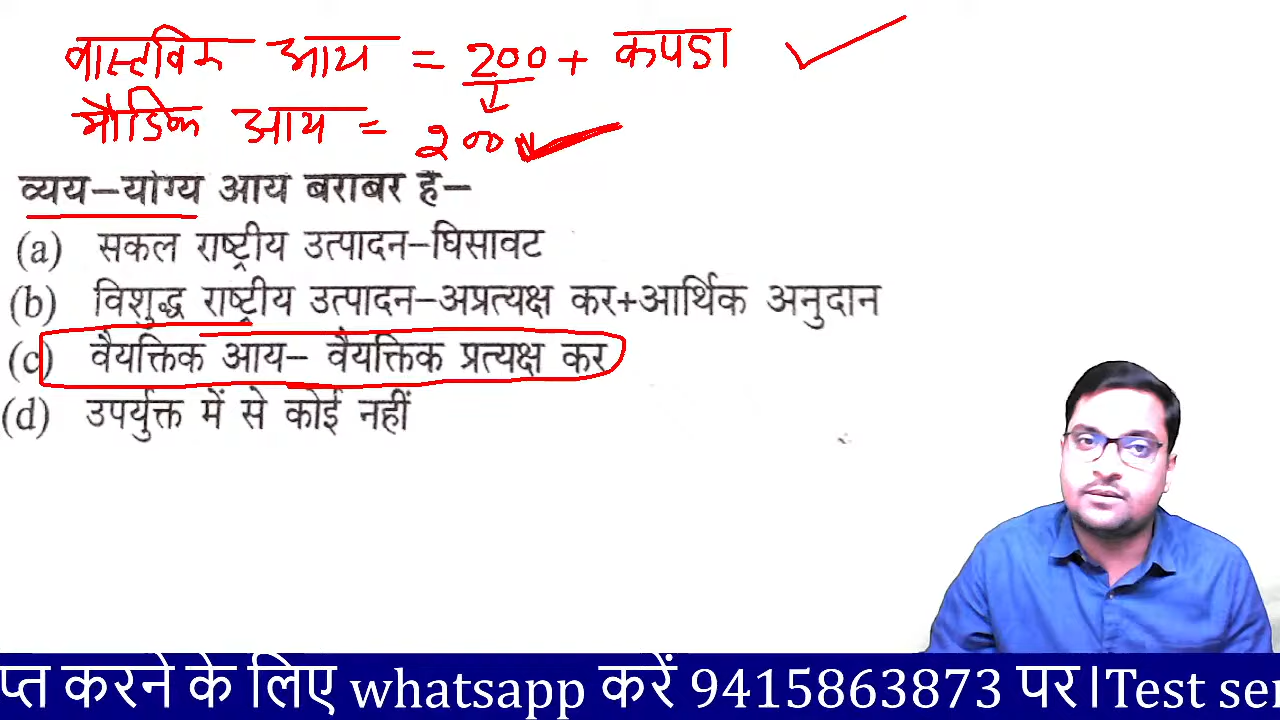 वास्तविक आय = 200 + कपडा
मौद्रिक आय = 200
व्यय–योग्य आय बराबर है–
(a) सकल राष्ट्रीय उत्पादन–घिसावट
(b) विशुद्ध राष्ट्रीय उत्पादन–अप्रत्यक्ष कर+आर्थिक अनुदान
(c) वैयक्तिक आय– वैयक्तिक प्रत्यक्ष कर
(d) उपर्युक्त में से कोई नहीं
प्त करने के लिए whatsapp करें 9415863873 पर।Test ser